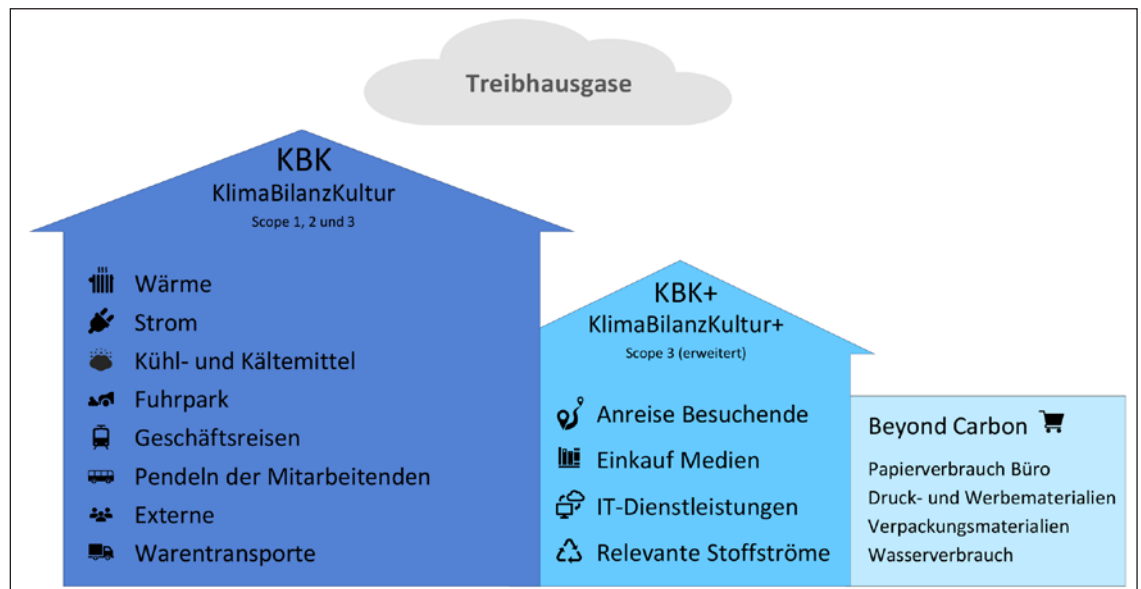 Treibhausgase
KBK
KlimaBilanzKultur
Scope 1, 2 und 3
Wärme
Strom
Kühl- und Kältemittel
Fuhrpark
Geschäftsreisen
Pendeln der Mitarbeitenden
Externe
Warentransporte
KBK+
KlimaBilanzKultur+
Scope 3 (erweitert)
Anreise Besuchende
Einkauf Medien
IT-Dienstleistungen
Relevante Stoffströme
Beyond Carbon
Papierverbrauch Büro
Druck- und Werbematerialien
Verpackungsmaterialien
Wasserverbrauch